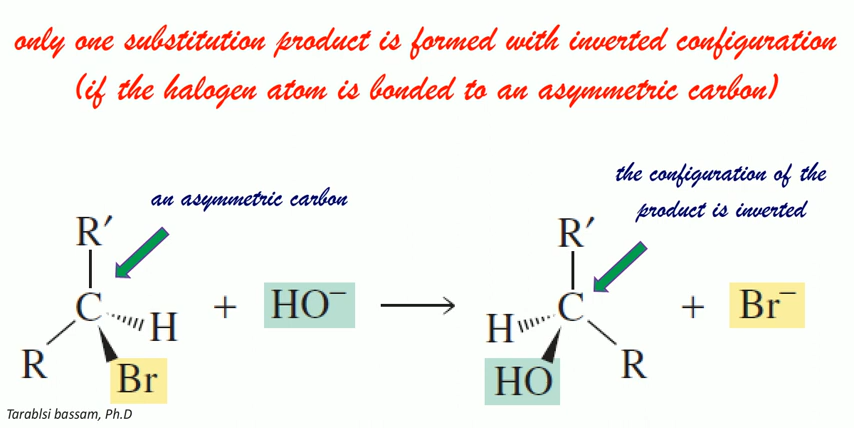 only one substitution product is formed with inverted configuration
(if the halogen atom is bonded to an asymmetric carbon)
an asymmetric carbon
the configuration of the
product is inverted
R′
R′
C
H
R
Br
+
HO⁻
H
C
HO
R
+
Br⁻
Tarablsi bassam, Ph.D